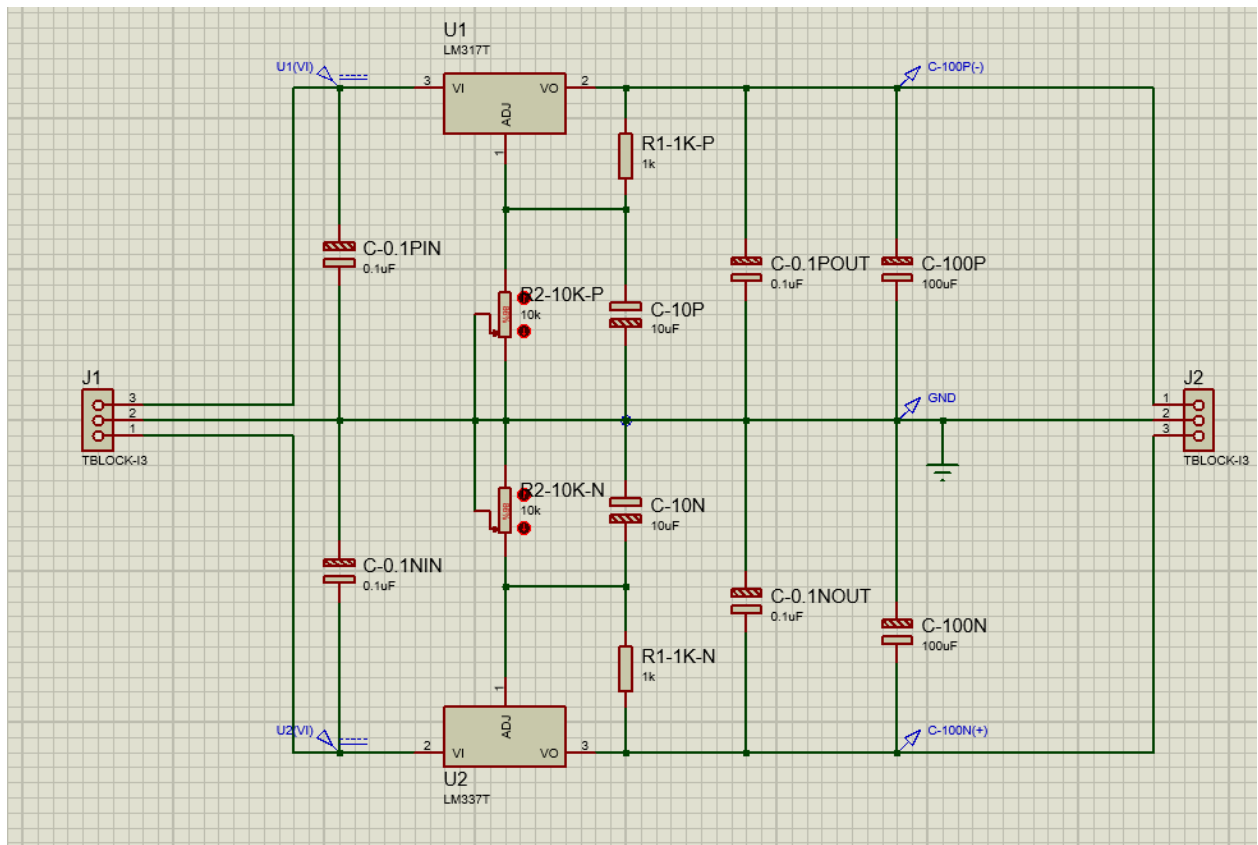 U1
LM317T
U1(VI)
C-100P(-)
3
VI
VO
2
ADJ
1
R1-1K-P
1k
C-0.1PIN
0.1uF
R2-10K-P
10k
C-10P
10uF
C-0.1POUT
0.1uF
C-100P
100uF
J1
3
2
1
TBLOCK-I3
GND
J2
1
2
3
TBLOCK-I3
R2-10K-N
10k
C-10N
10uF
C-0.1NIN
0.1uF
C-0.1NOUT
0.1uF
C-100N
100uF
R1-1K-N
1k
1
ADJ
U2(VI)
C-100N(+)
2
VI
VO
3
U2
LM337T